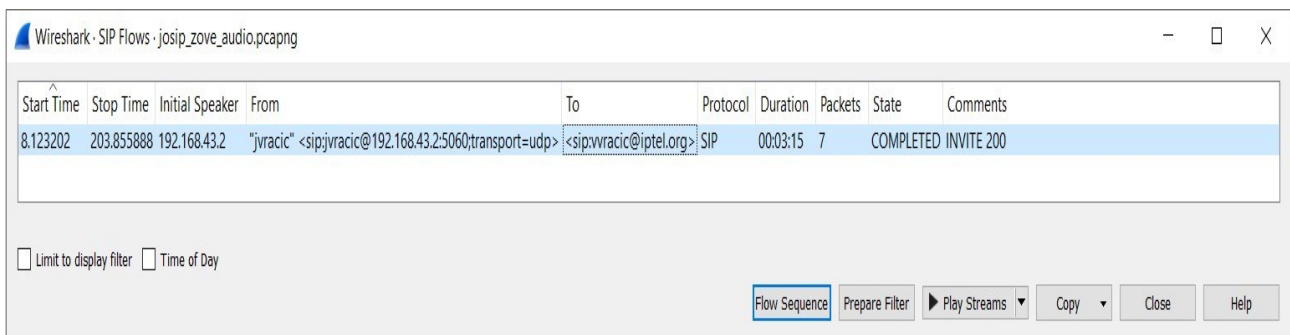 Wireshark · SIP Flows · josip_zove_audio.pcapng
Start Time Stop Time Initial Speaker From To Protocol Duration Packets State Comments
8.123202 203.855888 192.168.43.2 "jvracic" <sip:jvracic@192.168.43.2:5060;transport=udp> <sip:vvracic@iptel.org> SIP 00:03:15 7 COMPLETED INVITE 200
Limit to display filter Time of Day
Flow Sequence Prepare Filter Play Streams Copy Close Help